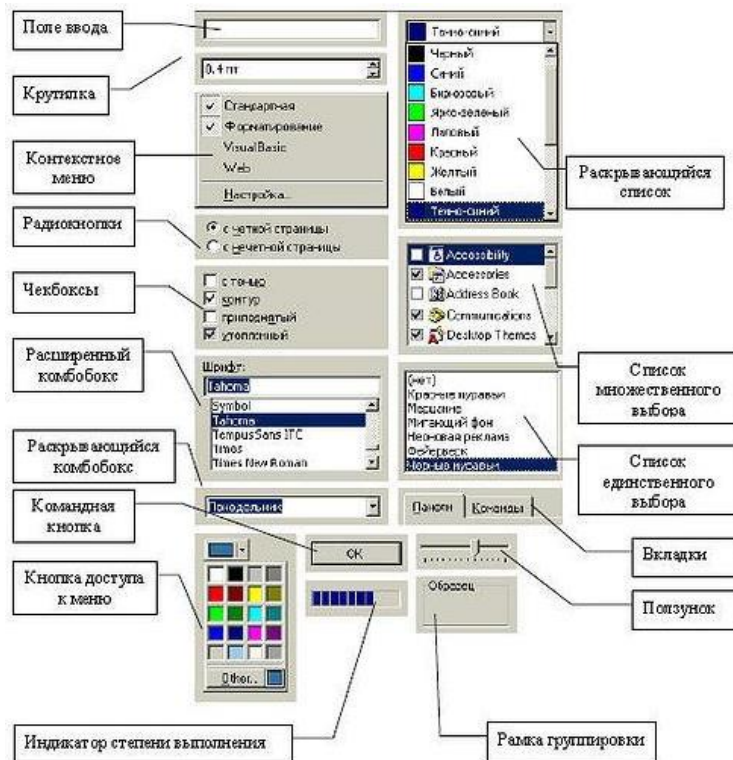 Поле ввода
Крутилка
0,4 пт
Контекстное
меню
Стандартная
Форматирование
Visual Basic
Web
Настройка...
Радиокнопки
с четной страницы
с нечетной страницы
Чекбоксы
с тенью
контур
приподнятый
утопленный
Расширенный
комбобокс
Шрифт:
Tahoma
Symbol
Tahoma
Tempus Sans ITC
Times
Times New Roman
Раскрывающийся
комбобокс
Понедельник
Командная
кнопка
OK
Кнопка доступа
к меню
Other...
Индикатор степени выполнения
Темно-синий
Черный
Синий
Бирюзовый
Ярко-зеленый
Лиловый
Красный
Желтый
Белый
Темно-синий
Раскрывающийся
список
Accessibility
Accessories
Address Book
Communications
Desktop Themes
Список
множественного
выбора
(нет)
Красные муравьи
Мерцание
Мигающий фон
Неоновая реклама
Фейерверк
Черные муравьи
Список
единственного
выбора
Панели
Команды
Вкладки
Ползунок
Образец
Рамка группировки